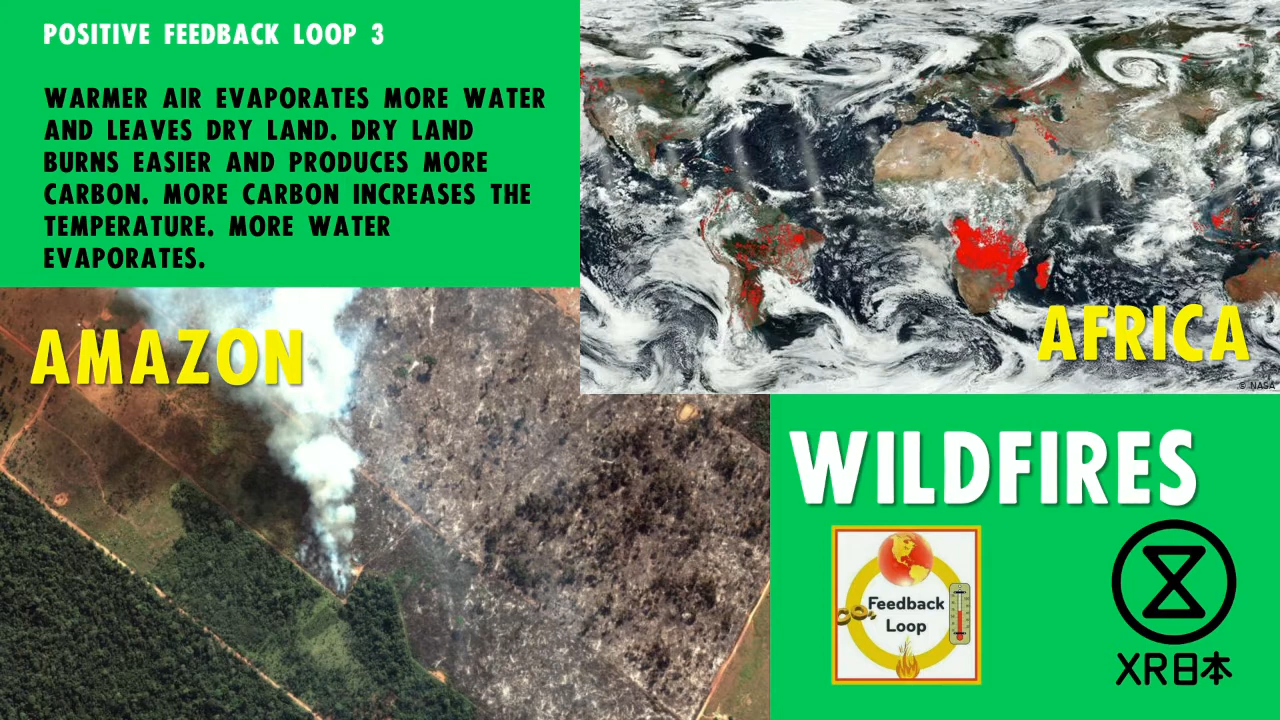 POSITIVE FEEDBACK LOOP 3
WARMER AIR EVAPORATES MORE WATER
AND LEAVES DRY LAND. DRY LAND
BURNS EASIER AND PRODUCES MORE
CARBON. MORE CARBON INCREASES THE
TEMPERATURE. MORE WATER
EVAPORATES.
AMAZON
AFRICA
© NASA
WILDFIRES
CO₂
Feedback
Loop
XR日本